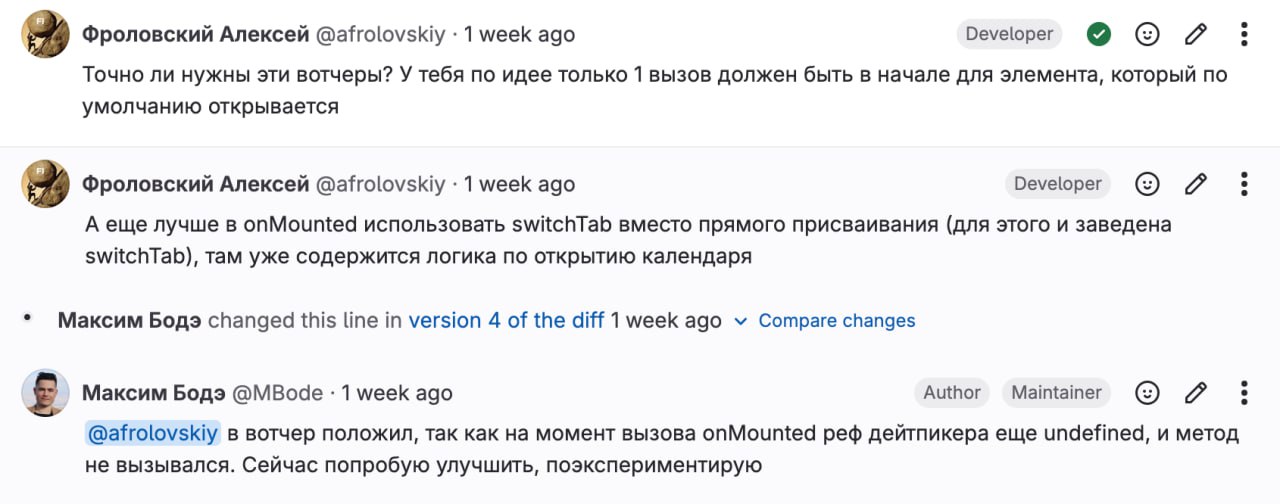 Фроловский Алексей @afrolovskiy · 1 week ago Developer
Точно ли нужны эти вотчеры? У тебя по идее только 1 вызов должен быть в начале для элемента, который по
умолчанию открывается
Фроловский Алексей @afrolovskiy · 1 week ago Developer
А еще лучше в onMounted использовать switchTab вместо прямого присваивания (для этого и заведена
switchTab), там уже содержится логика по открытию календаря
Максим Бодэ changed this line in version 4 of the diff 1 week ago Compare changes
Максим Бодэ @MBode · 1 week ago Author Maintainer
@afrolovskiy в вотчер положил, так как на момент вызова onMounted реф дейтпикера еще undefined, и метод
не вызывался. Сейчас попробую улучшить, поэкспериментирую